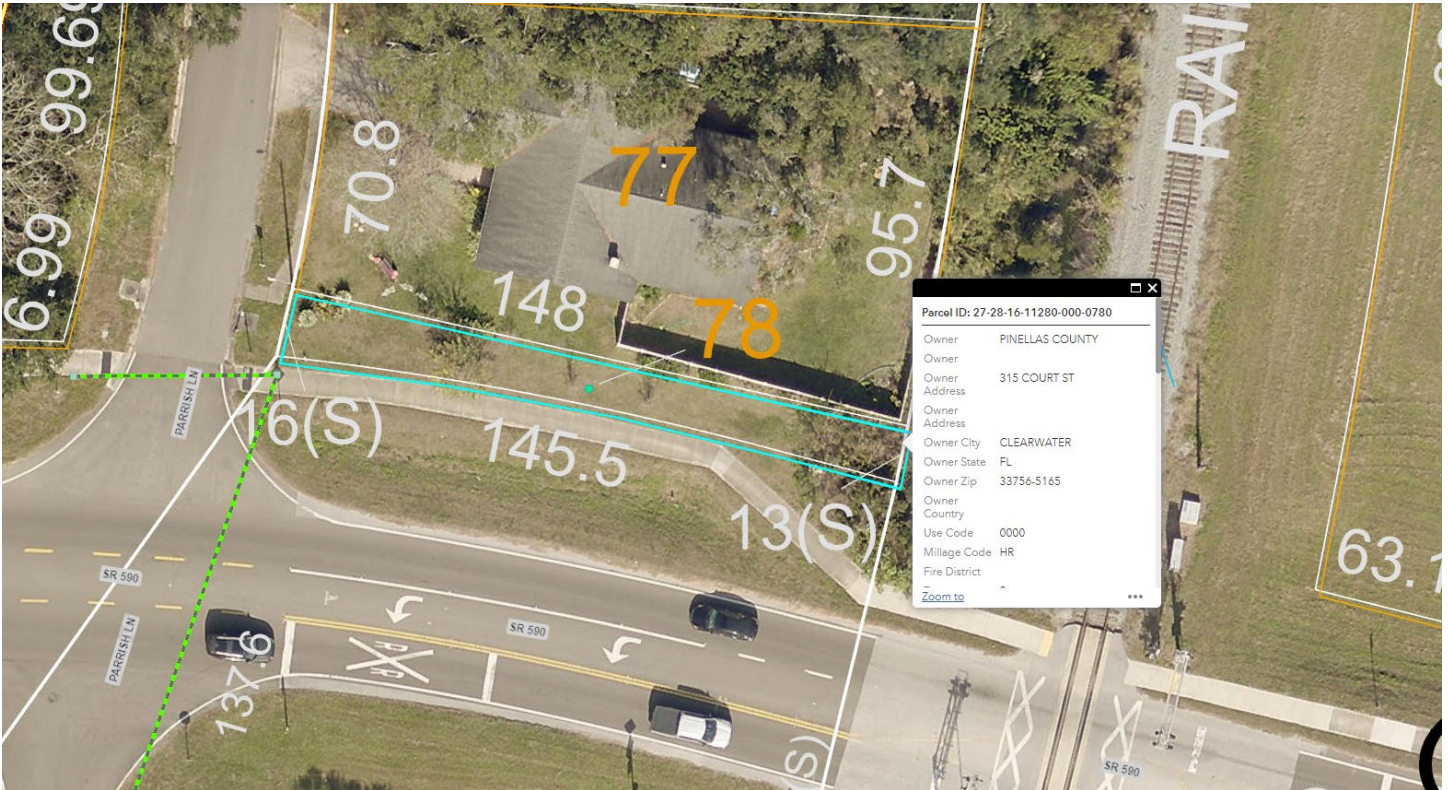 99.69
6.99
70.8
77
95.7
RAI
148
78
16(S)
145.5
13(S)
63.1
137.6
(S)
PARRISH LN
SR 590
PARRISH LN
SR 590
SR 590
R R
Parcel ID: 27-28-16-11280-000-0780
Owner PINELLAS COUNTY
Owner
Owner Address 315 COURT ST
Owner Address
Owner City CLEARWATER
Owner State FL
Owner Zip 33756-5165
Owner Country
Use Code 0000
Millage Code HR
Fire District
Zoom to